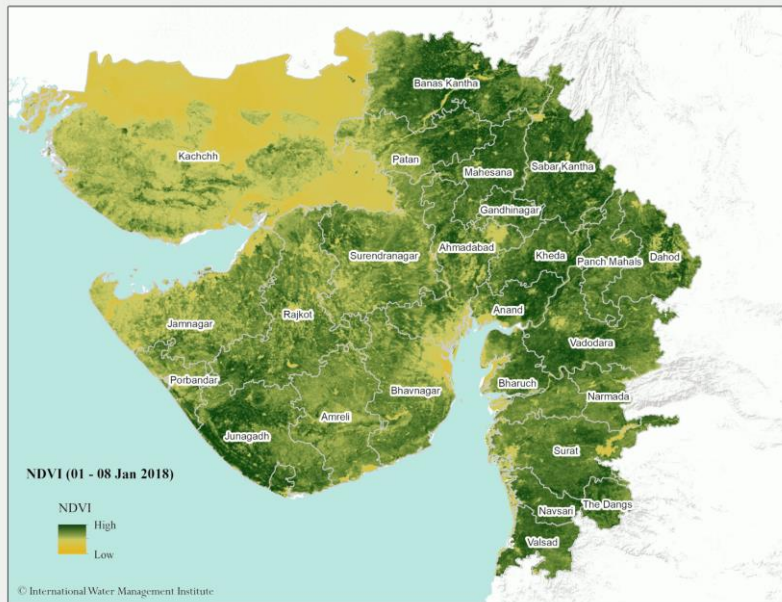 Banas Kantha
Kachchh
Patan
Mahesana
Sabar Kantha
Gandhinagar
Surendranagar
Ahmadabad
Kheda
Panch Mahals
Dahod
Jamnagar
Rajkot
Anand
Vadodara
Porbandar
Bhavnagar
Bharuch
Narmada
Amreli
Junagadh
Surat
NDVI (01 - 08 Jan 2018)
NDVI
High
Low
Navsari
The Dangs
Valsad
© International Water Management Institute